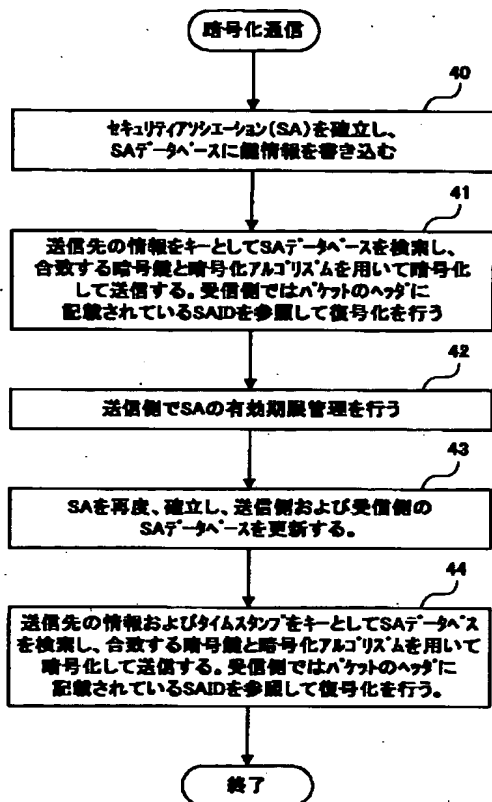 暗号化通信
40
セキュリティアソシエーション(SA)を確立し、
SAデータベースに鍵情報を書き込む
41
送信先の情報をキーとしてSAデータベースを検索し、
合致する暗号鍵と暗号化アルゴリズムを用いて暗号化
して送信する。受信側ではパケットのヘッダに
記載されているSAIDを参照して復号化を行う
42
送信側でSAの有効期限管理を行う
43
SAを再度、確立し、送信側および受信側の
SAデータベースを更新する。
44
送信先の情報およびタイムスタンプをキーとしてSAデータベス
を検索し、合致する暗号鍵と暗号化アルゴリズムを用いて
暗号化して送信する。受信側ではパケットのヘッダに
記載されているSAIDを参照して復号化を行う。
終了